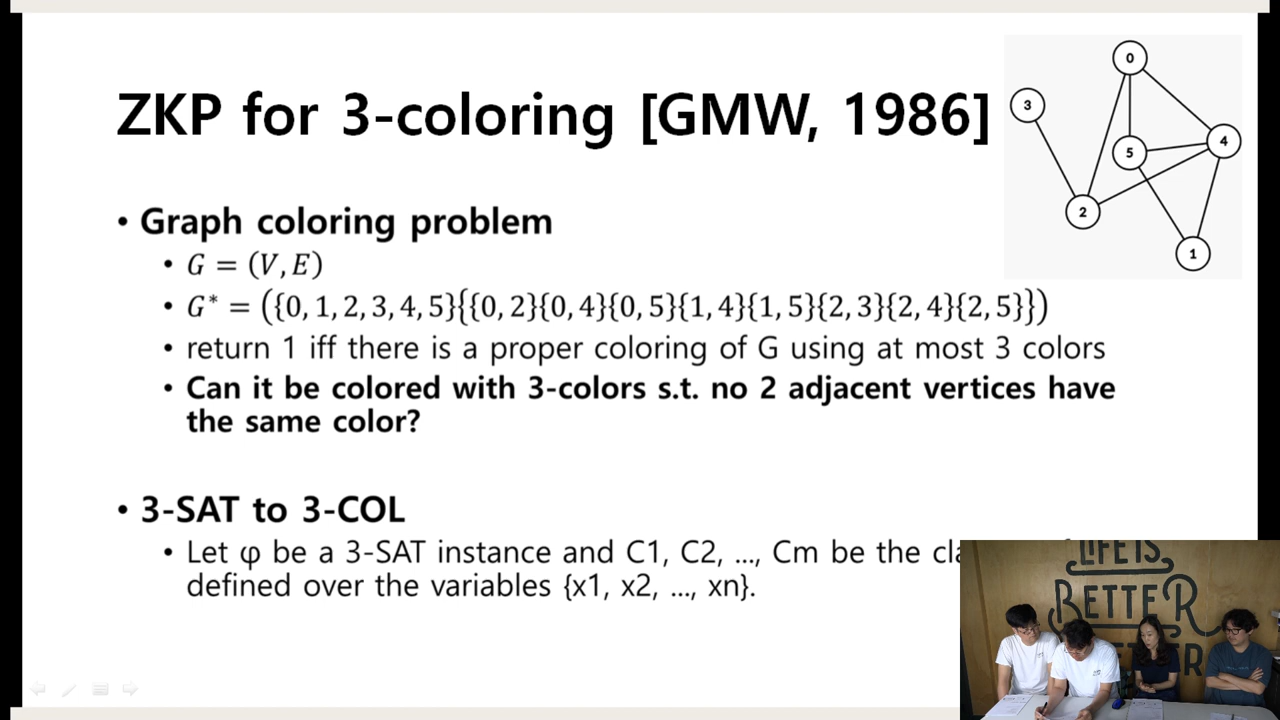 ZKP for 3-coloring [GMW, 1986]
0
3
5
4
2
1
• Graph coloring problem
• G = (V, E)
• G* = ({0, 1, 2, 3, 4, 5}{{0, 2}{0, 4}{0, 5}{1, 4}{1, 5}{2, 3}{2, 4}{2, 5}})
• return 1 iff there is a proper coloring of G using at most 3 colors
• Can it be colored with 3-colors s.t. no 2 adjacent vertices have
the same color?
• 3-SAT to 3-COL
• Let φ be a 3-SAT instance and C1, C2, ..., Cm be the
defined over the variables {x1, x2, ..., xn}.
LIFE IS
BETTER